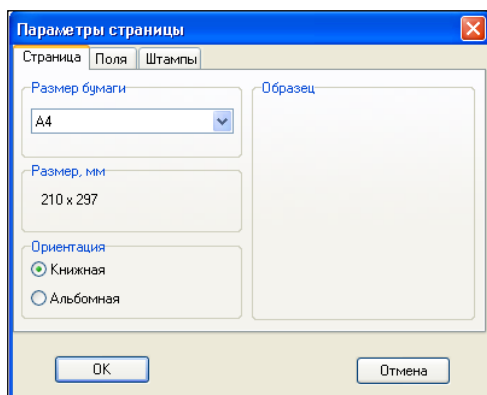 Параметры страницы
Страница Поля Штампы
Размер бумаги
A4
Размер, мм
210 x 297
Ориентация
Книжная
Альбомная
Образец
OK Отмена